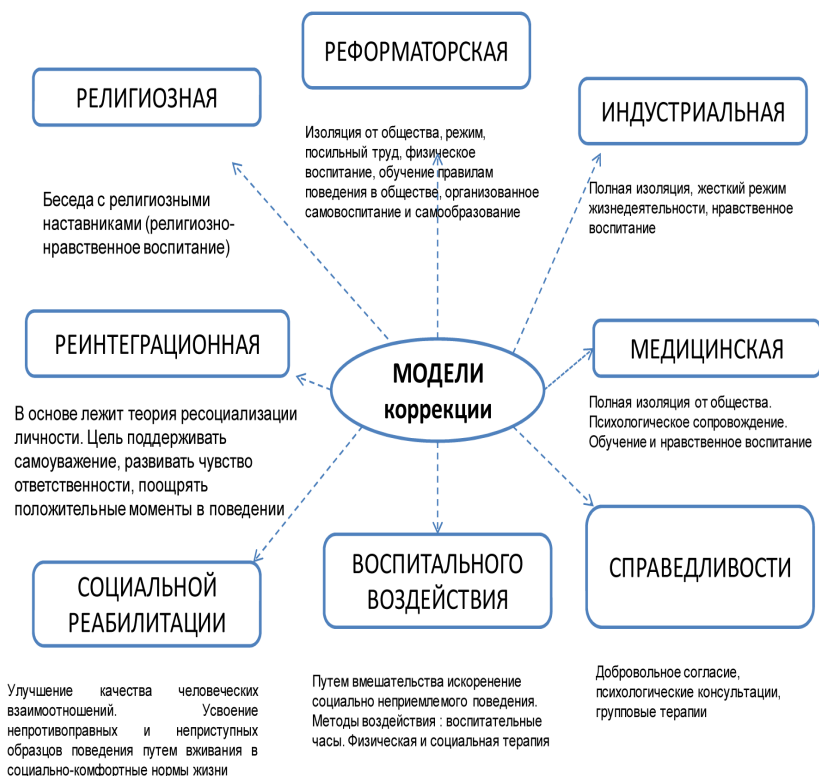 РЕФОРМАТОРСКАЯ
Изоляция от общества, режим,
посильный труд, физическое
воспитание, обучение правилам
поведения в обществе, организованное
самовоспитание и самообразование
РЕЛИГИОЗНАЯ
Беседа с религиозными
наставниками (религиозно-
нравственное воспитание)
ИНДУСТРИАЛЬНАЯ
Полная изоляция, жесткий режим
жизнедеятельности, нравственное
воспитание
РЕИНТЕГРАЦИОННАЯ
В основе лежит теория ресоциализации
личности. Цель поддерживать
самоуважение, развивать чувство
ответственности, поощрять
положительные моменты в поведении
МОДЕЛИ
коррекции
МЕДИЦИНСКАЯ
Полная изоляция от общества.
Психологическое сопровождение.
Обучение и нравственное воспитание
СОЦИАЛЬНОЙ
РЕАБИЛИТАЦИИ
Улучшение качества человеческих
взаимоотношений. Усвоение
непротивоправных и неприступных
образцов поведения путем вживания в
социально-комфортные нормы жизни
ВОСПИТАЛЬНОГО
ВОЗДЕЙСТВИЯ
Путем вмешательства искоренение
социально неприемлемого поведения.
Методы воздействия : воспитательные
часы. Физическая и социальная терапия
СПРАВЕДЛИВОСТИ
Добровольное согласие,
психологические консультации,
групповые терапии